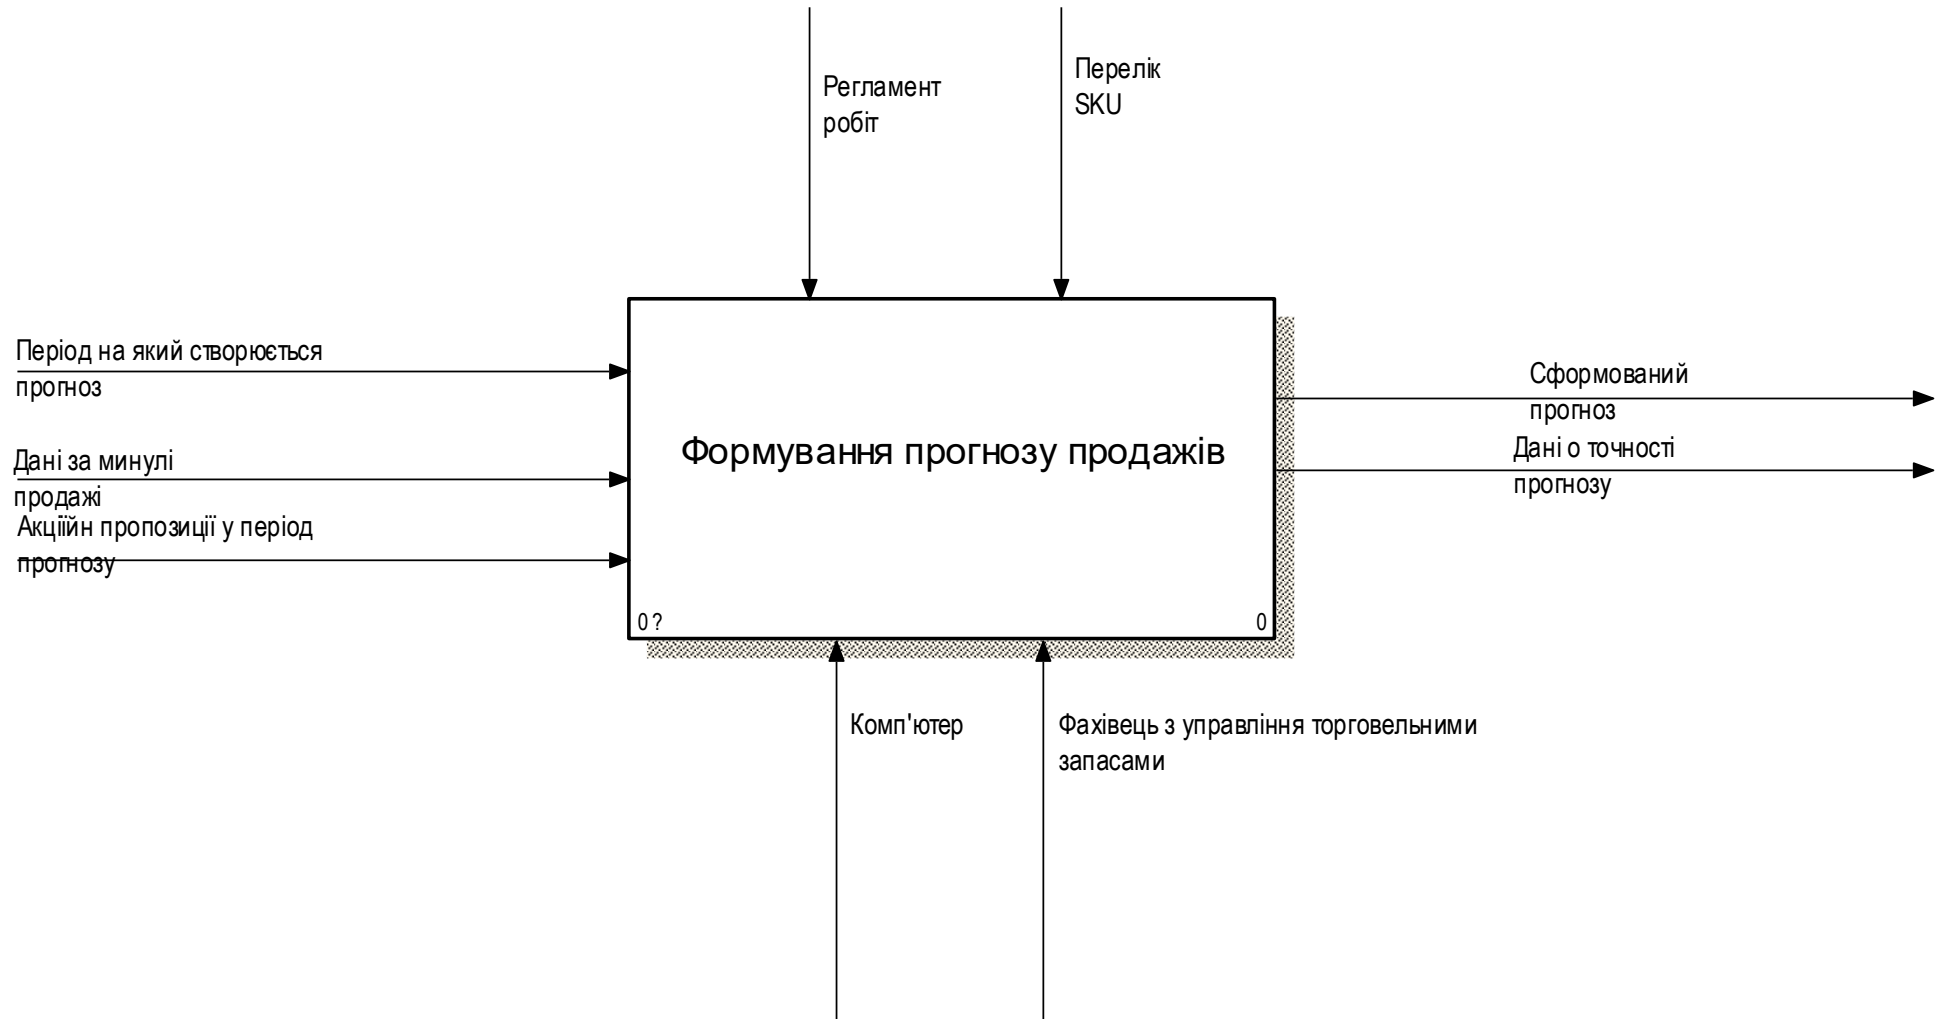 Регламент
робіт
Перелік
SKU
Період на який створюється
прогноз
Дані за минулі
продажі
Акціїйн пропозиції у період
прогнозу
Формування прогнозу продажів
0 ?
0
Сформований
прогноз
Дані о точності
прогнозу
Комп'ютер
Фахівець з управління торговельними
запасами